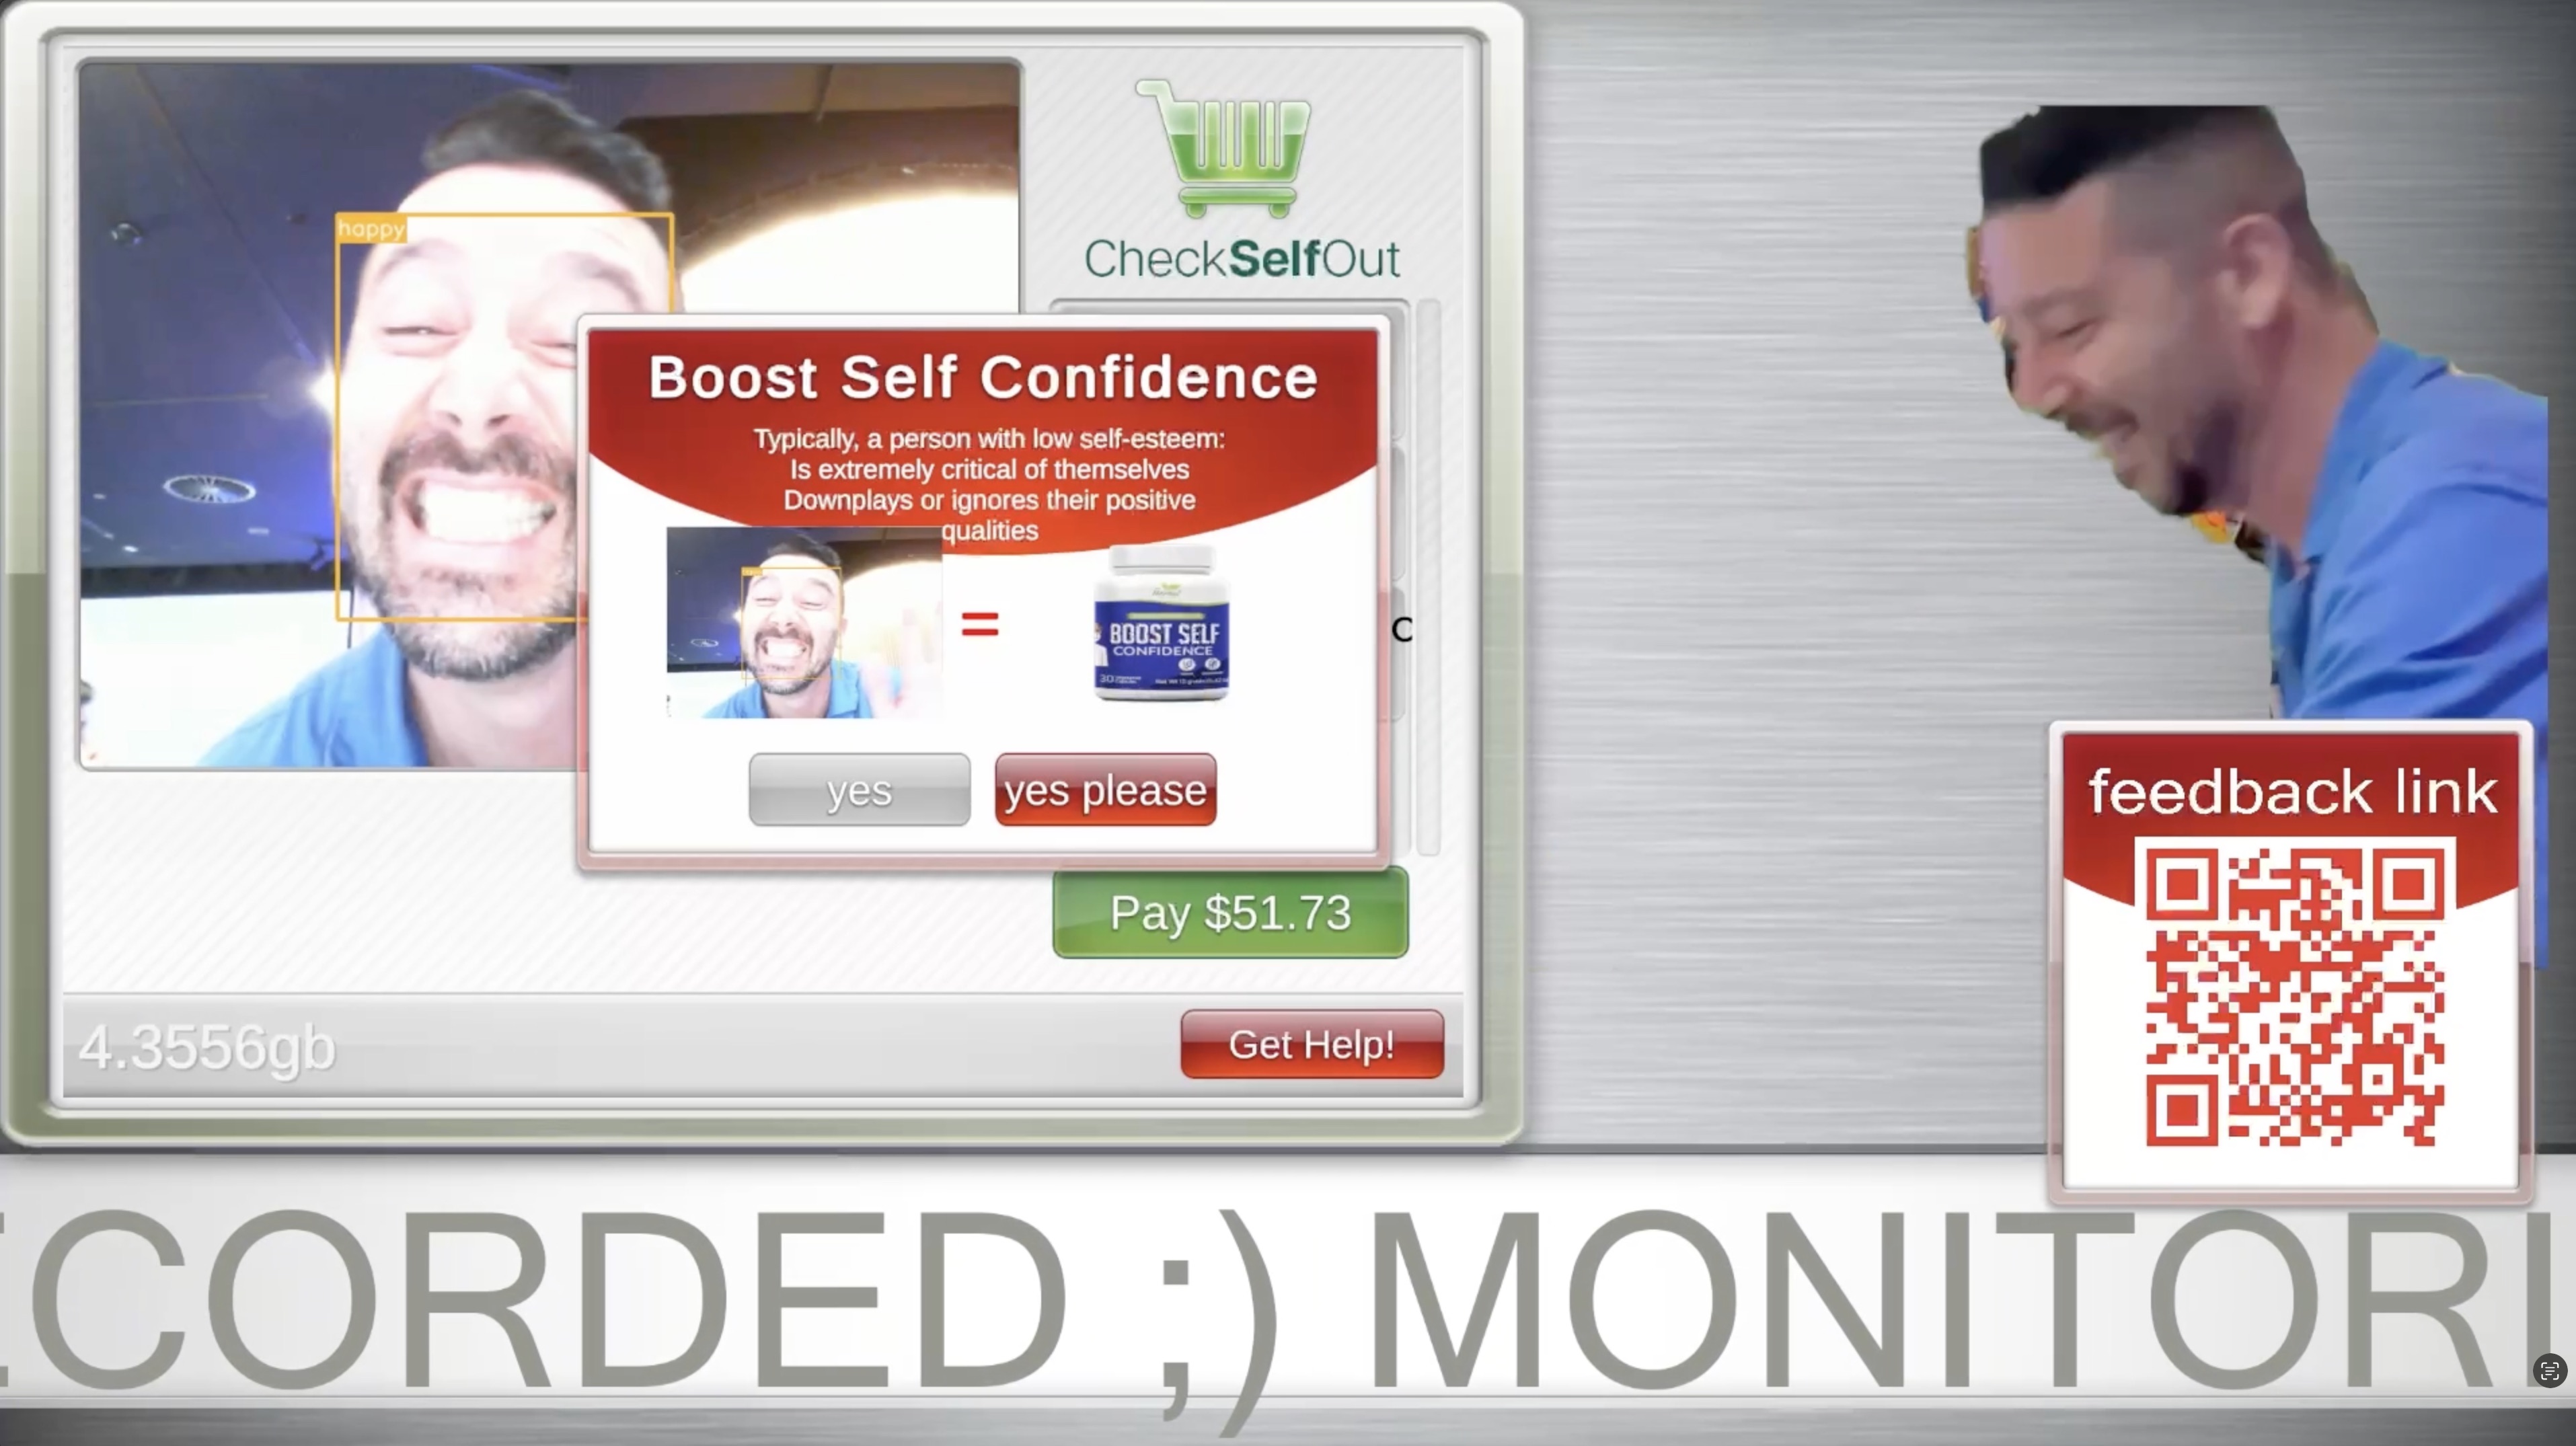 happy
CheckSelfOut
Boost Self Confidence
Typically, a person with low self-esteem:
Is extremely critical of themselves
Downplays or ignores their positive
qualities
=
BOOST SELF
CONFIDENCE
30
c
yes
yes please
Pay $51.73
4.3556gb
Get Help!
feedback link
ECORDED ;) MONITORI